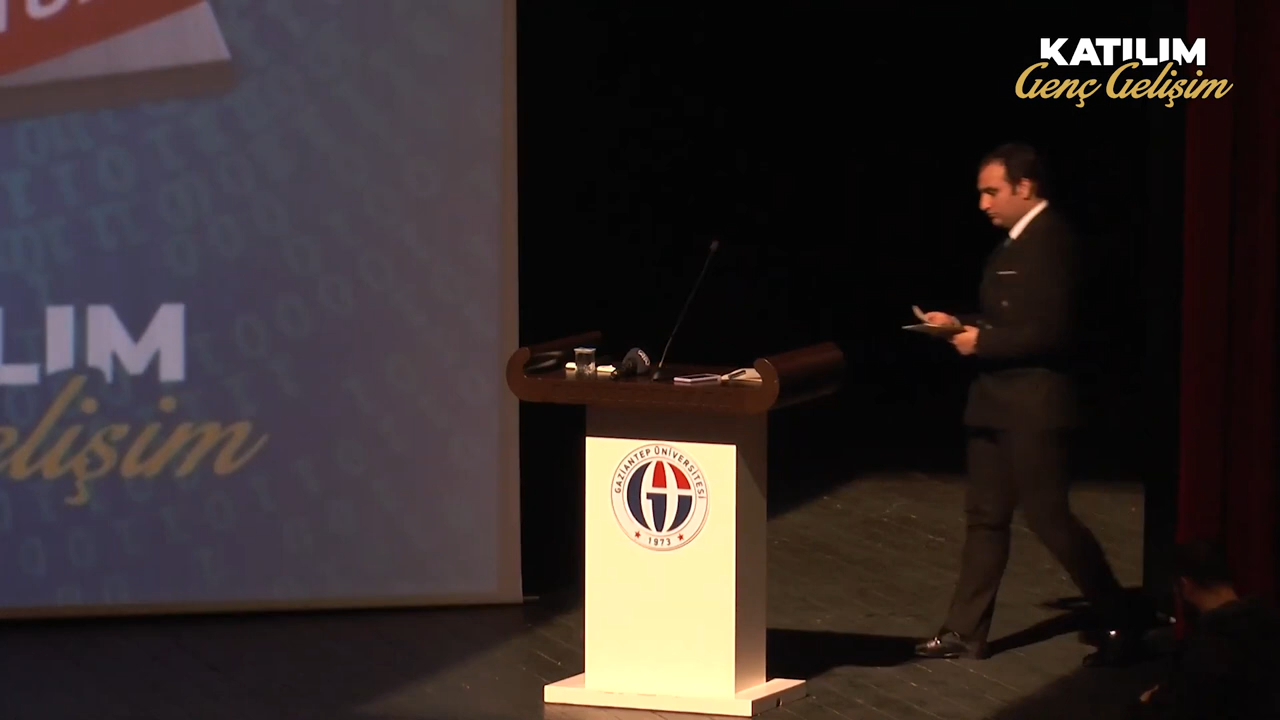 KATILIM
Genç Gelişim
LIM
elişim
GAZİANTEP ÜNİVERSİTESİ
1973